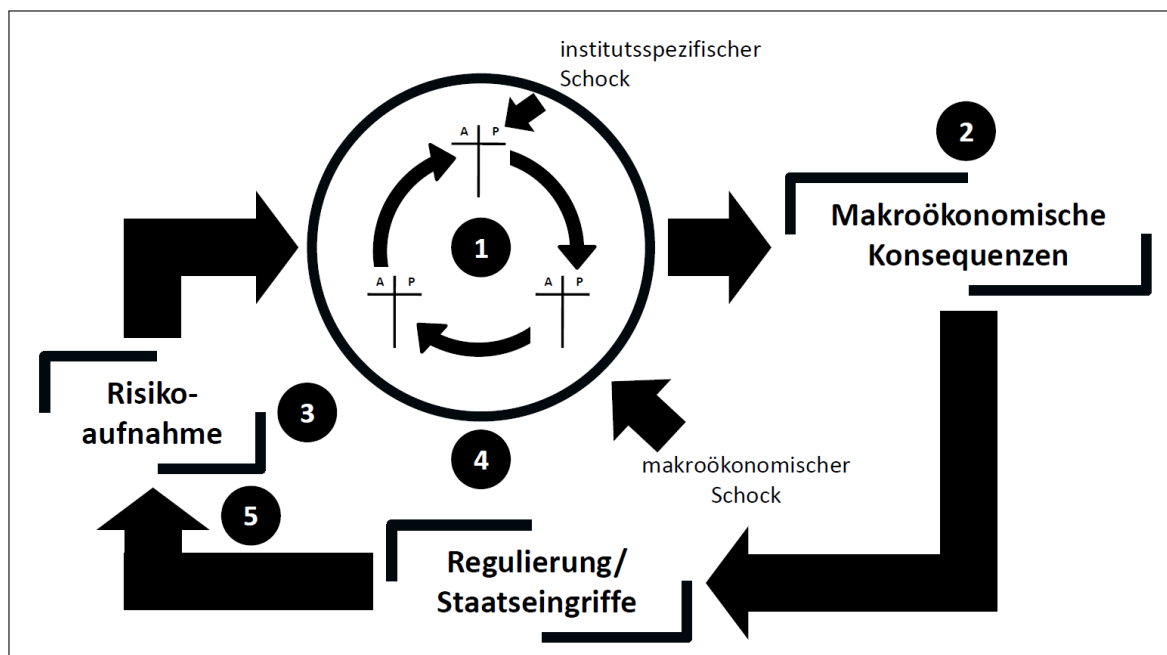 institutsspezifischer
Schock
A P
1
A P
A P
2
Makroökonomische
Konsequenzen
Risiko-
aufnahme
3
4
makroökonomischer
Schock
5
Regulierung/
Staatseingriffe